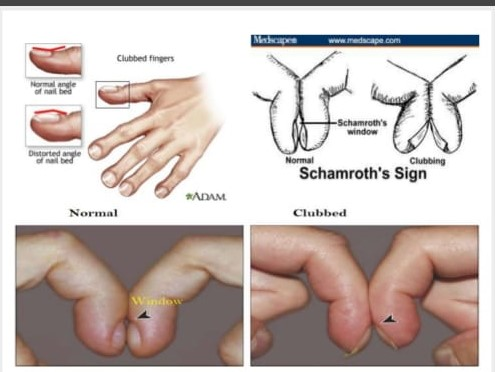 Clubbed fingers
Normal angle
of nail bed
Distorted angle
of nail bed
ADAM.
Medscape® www.medscape.com
Schamroth's
window
Normal Clubbing
Schamroth's Sign
Normal Clubbed
Window